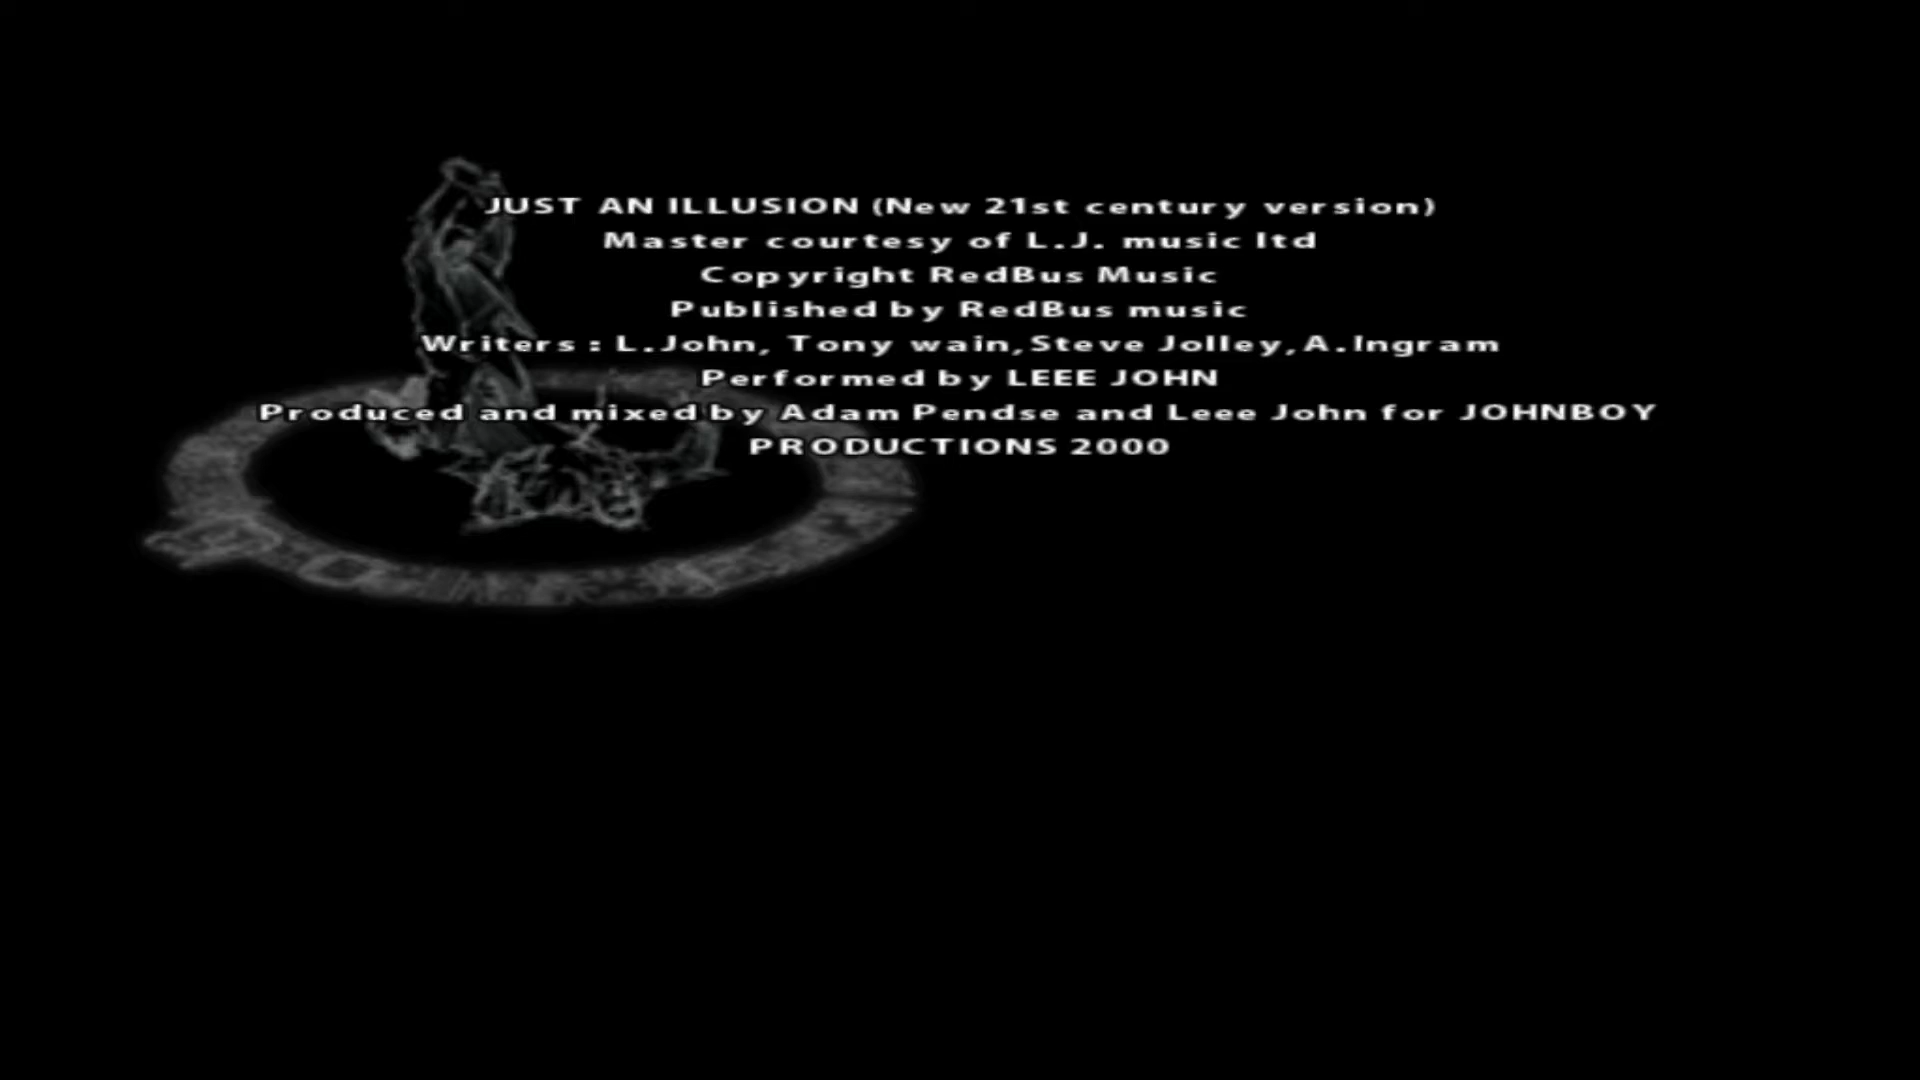 JUST AN ILLUSION (New 21st century version)
Master courtesy of L.J. music ltd
Copyright RedBus Music
Published by RedBus music
Writers : L.John, Tony wain,Steve Jolley,A.Ingram
Performed by LEEE JOHN
Produced and mixed by Adam Pendse and Leee John for JOHNBOY
PRODUCTIONS 2000